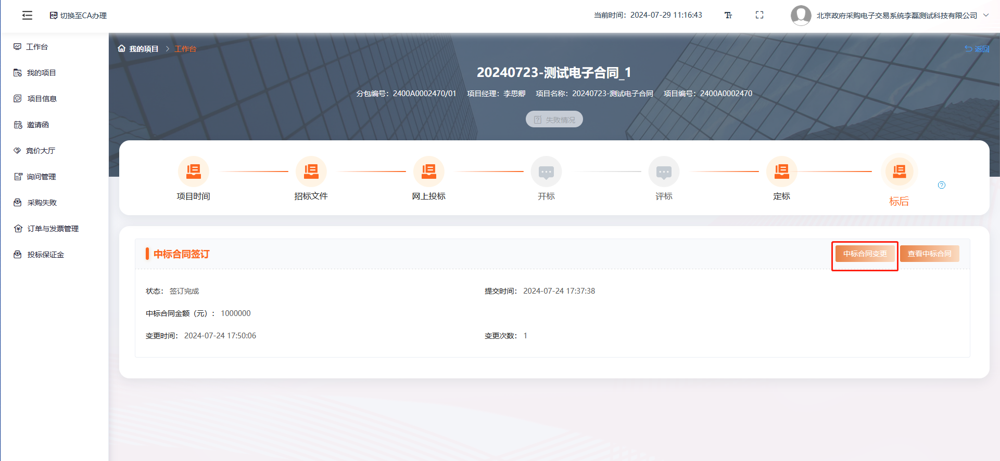 切换至CA办理
当前时间：2024-07-29 11:16:43
北京政府采购电子交易系统李磊测试科技有限公司
工作台
我的项目
项目信息
邀请函
竞价大厅
询问管理
采购失败
订单与发票管理
投标保证金
我的项目 > 工作台
返回
20240723-测试电子合同_1
分包编号：2400A0002470/01 项目经理：李思卿 项目名称：20240723-测试电子合同 项目编号：2400A0002470
失败情况
项目时间
招标文件
网上投标
开标
评标
定标
标后
中标合同签订
中标合同变更
查看中标合同
状态： 签订完成
提交时间： 2024-07-24 17:37:38
中标合同金额（元）： 1000000
变更时间： 2024-07-24 17:50:06
变更次数： 1